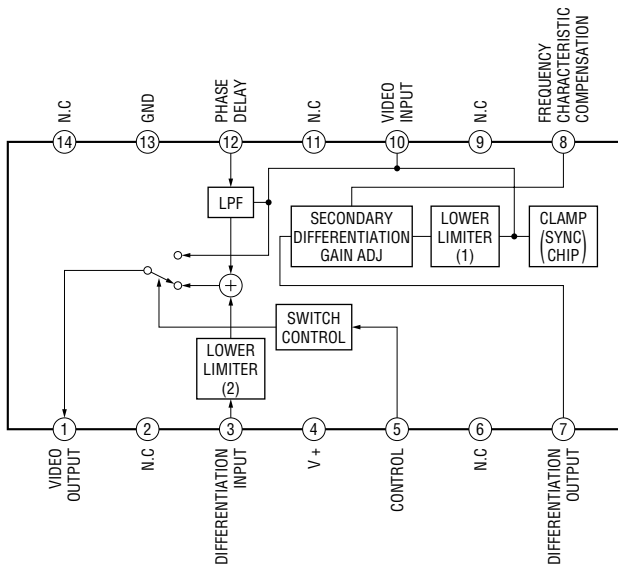 N.C
GND
PHASE
DELAY
N.C
VIDEO
INPUT
N.C
FREQUENCY
CHARACTERISTIC
COMPENSATION
14
13
12
11
10
9
8
LPF
SECONDARY
DIFFERENTIATION
GAIN ADJ
LOWER
LIMITER
(1)
CLAMP
(SYNC)
CHIP
+
SWITCH
CONTROL
LOWER
LIMITER
(2)
1
2
3
4
5
6
7
VIDEO
OUTPUT
N.C
DIFFERENTIATION
INPUT
V +
CONTROL
N.C
DIFFERENTIATION
OUTPUT